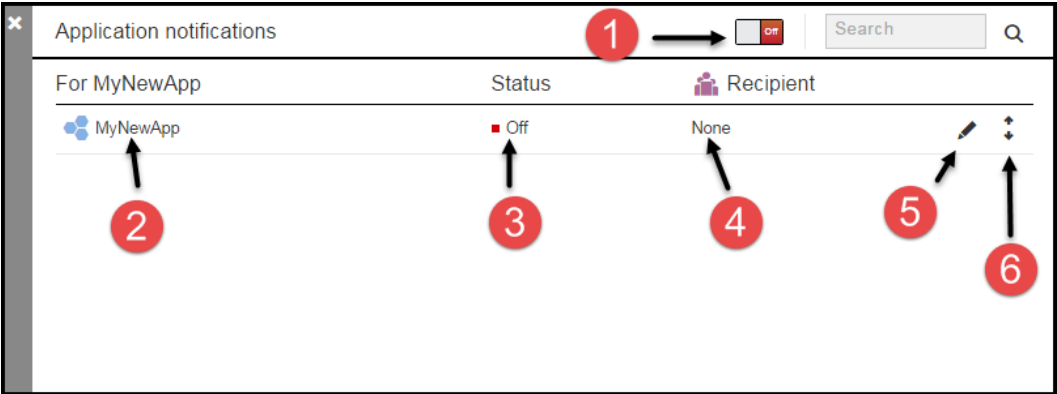 Application notifications
1
Off
Search
For MyNewApp Status Recipient
MyNewApp Off None
2
3
4
5
6